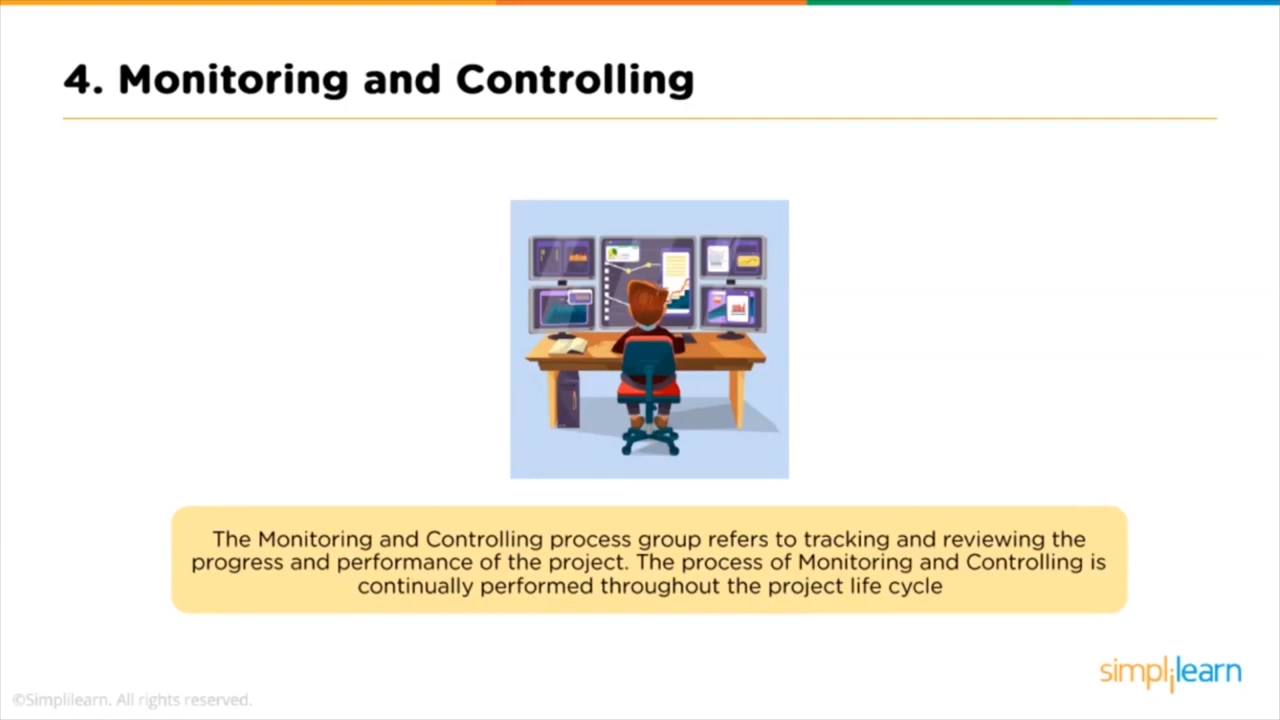 4. Monitoring and Controlling
The Monitoring and Controlling process group refers to tracking and reviewing the
progress and performance of the project. The process of Monitoring and Controlling is
continually performed throughout the project life cycle
simplilearn
©Simplilearn. All rights reserved.